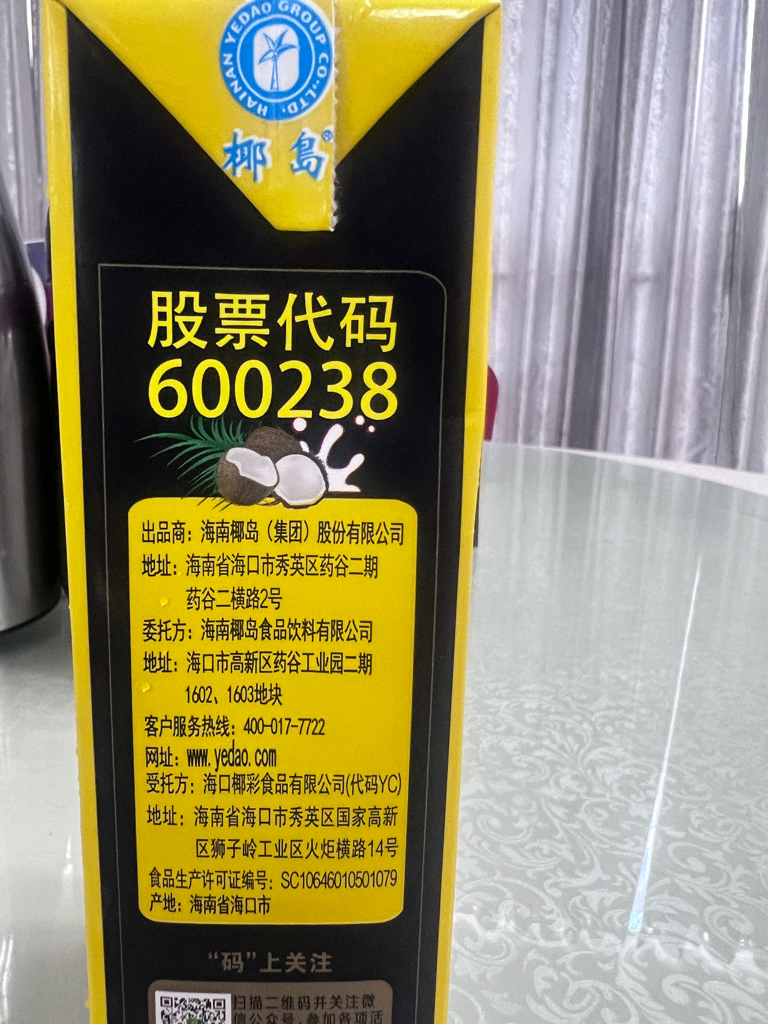 HAINAN YEDAO GROUP CO.,LTD.
椰岛®
股票代码
600238
出品商：海南椰岛（集团）股份有限公司
地址：海南省海口市秀英区药谷二期
药谷二横路2号
委托方：海南椰岛食品饮料有限公司
地址：海口市高新区药谷工业园二期
1602、1603地块
客户服务热线：400-017-7722
网址：www.yedao.com
受托方：海口椰彩食品有限公司(代码YC)
地址：海南省海口市秀英区国家高新
区狮子岭工业区火炬横路14号
食品生产许可证编号：SC10646010501079
产地：海南省海口市
“码”上关注
扫描二维码并关注微
信公众号，参加各项活